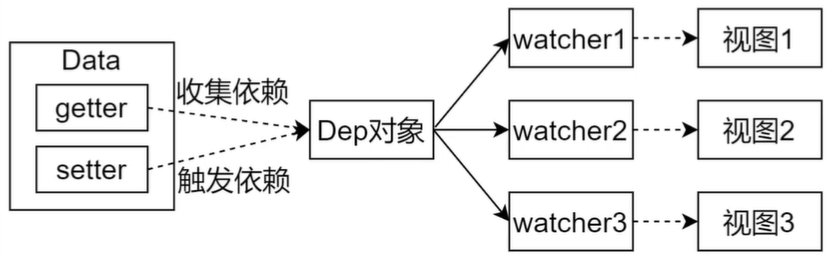 Data
getter
setter
收集依赖
触发依赖
Dep对象
watcher1
视图1
watcher2
视图2
watcher3
视图3